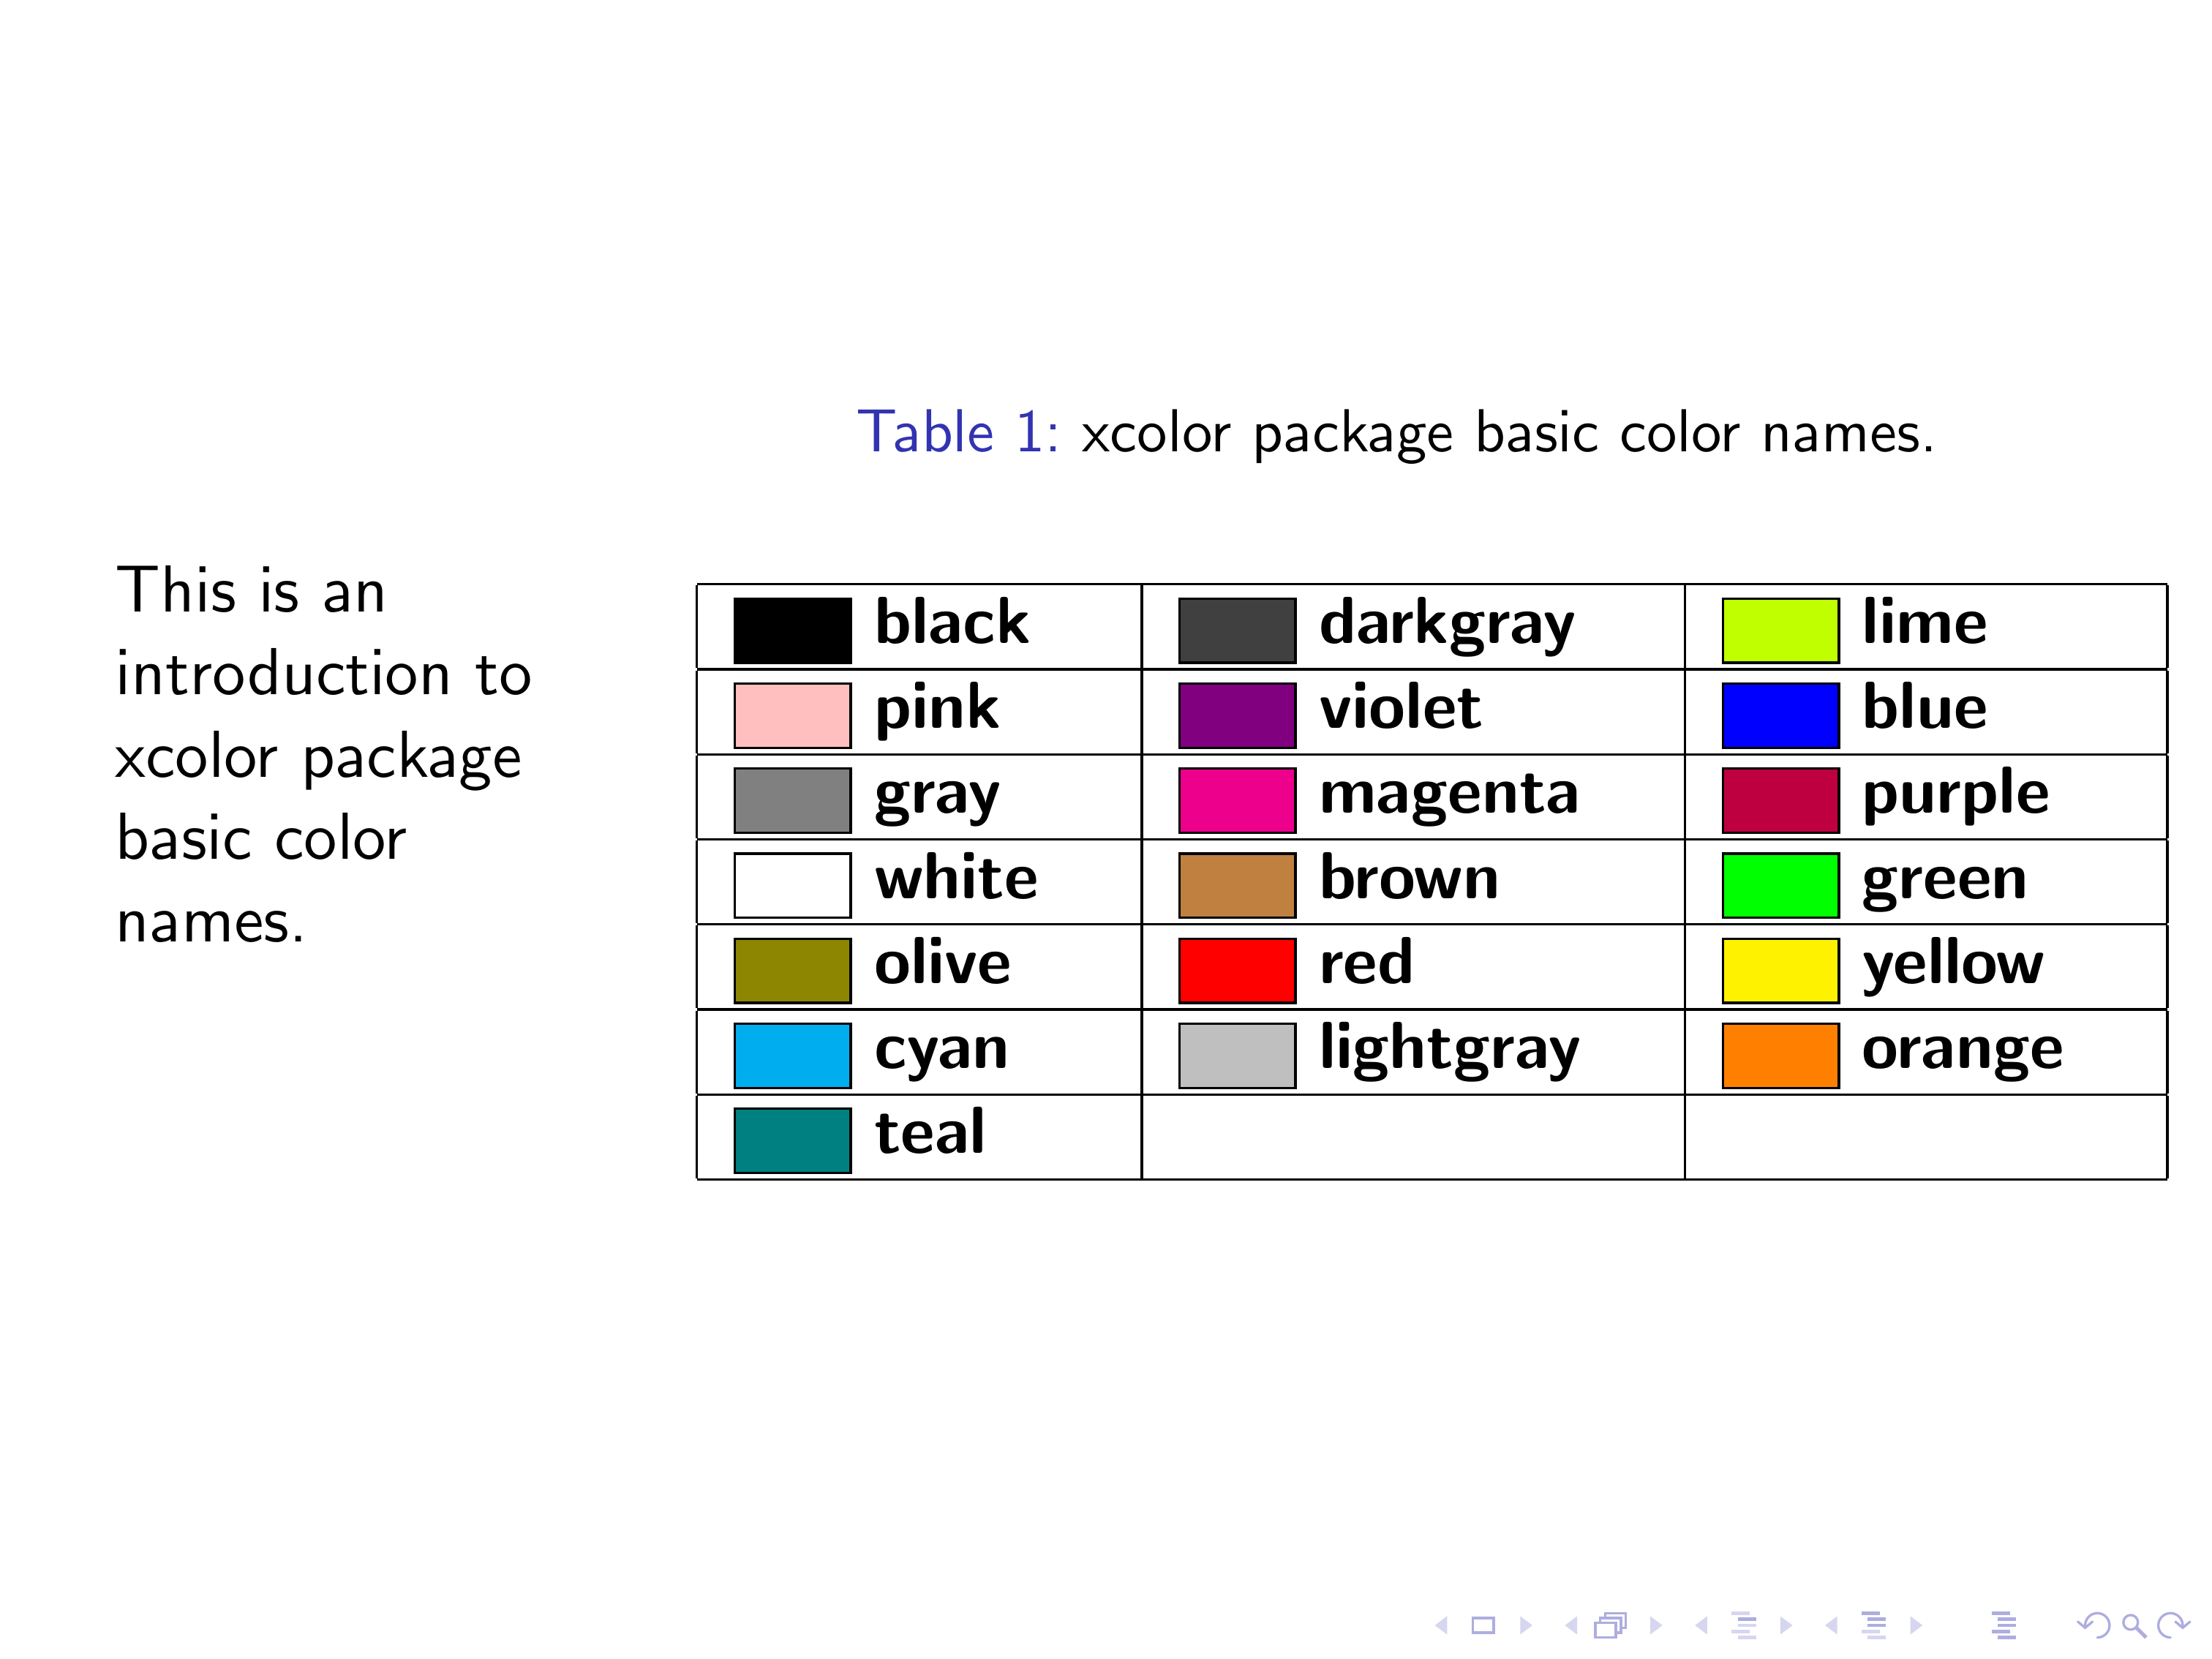 Table 1: xcolor package basic color names.
This is an
introduction to
xcolor package
basic color
names.
black darkgray lime
pink violet blue
gray magenta purple
white brown green
olive red yellow
cyan lightgray orange
teal